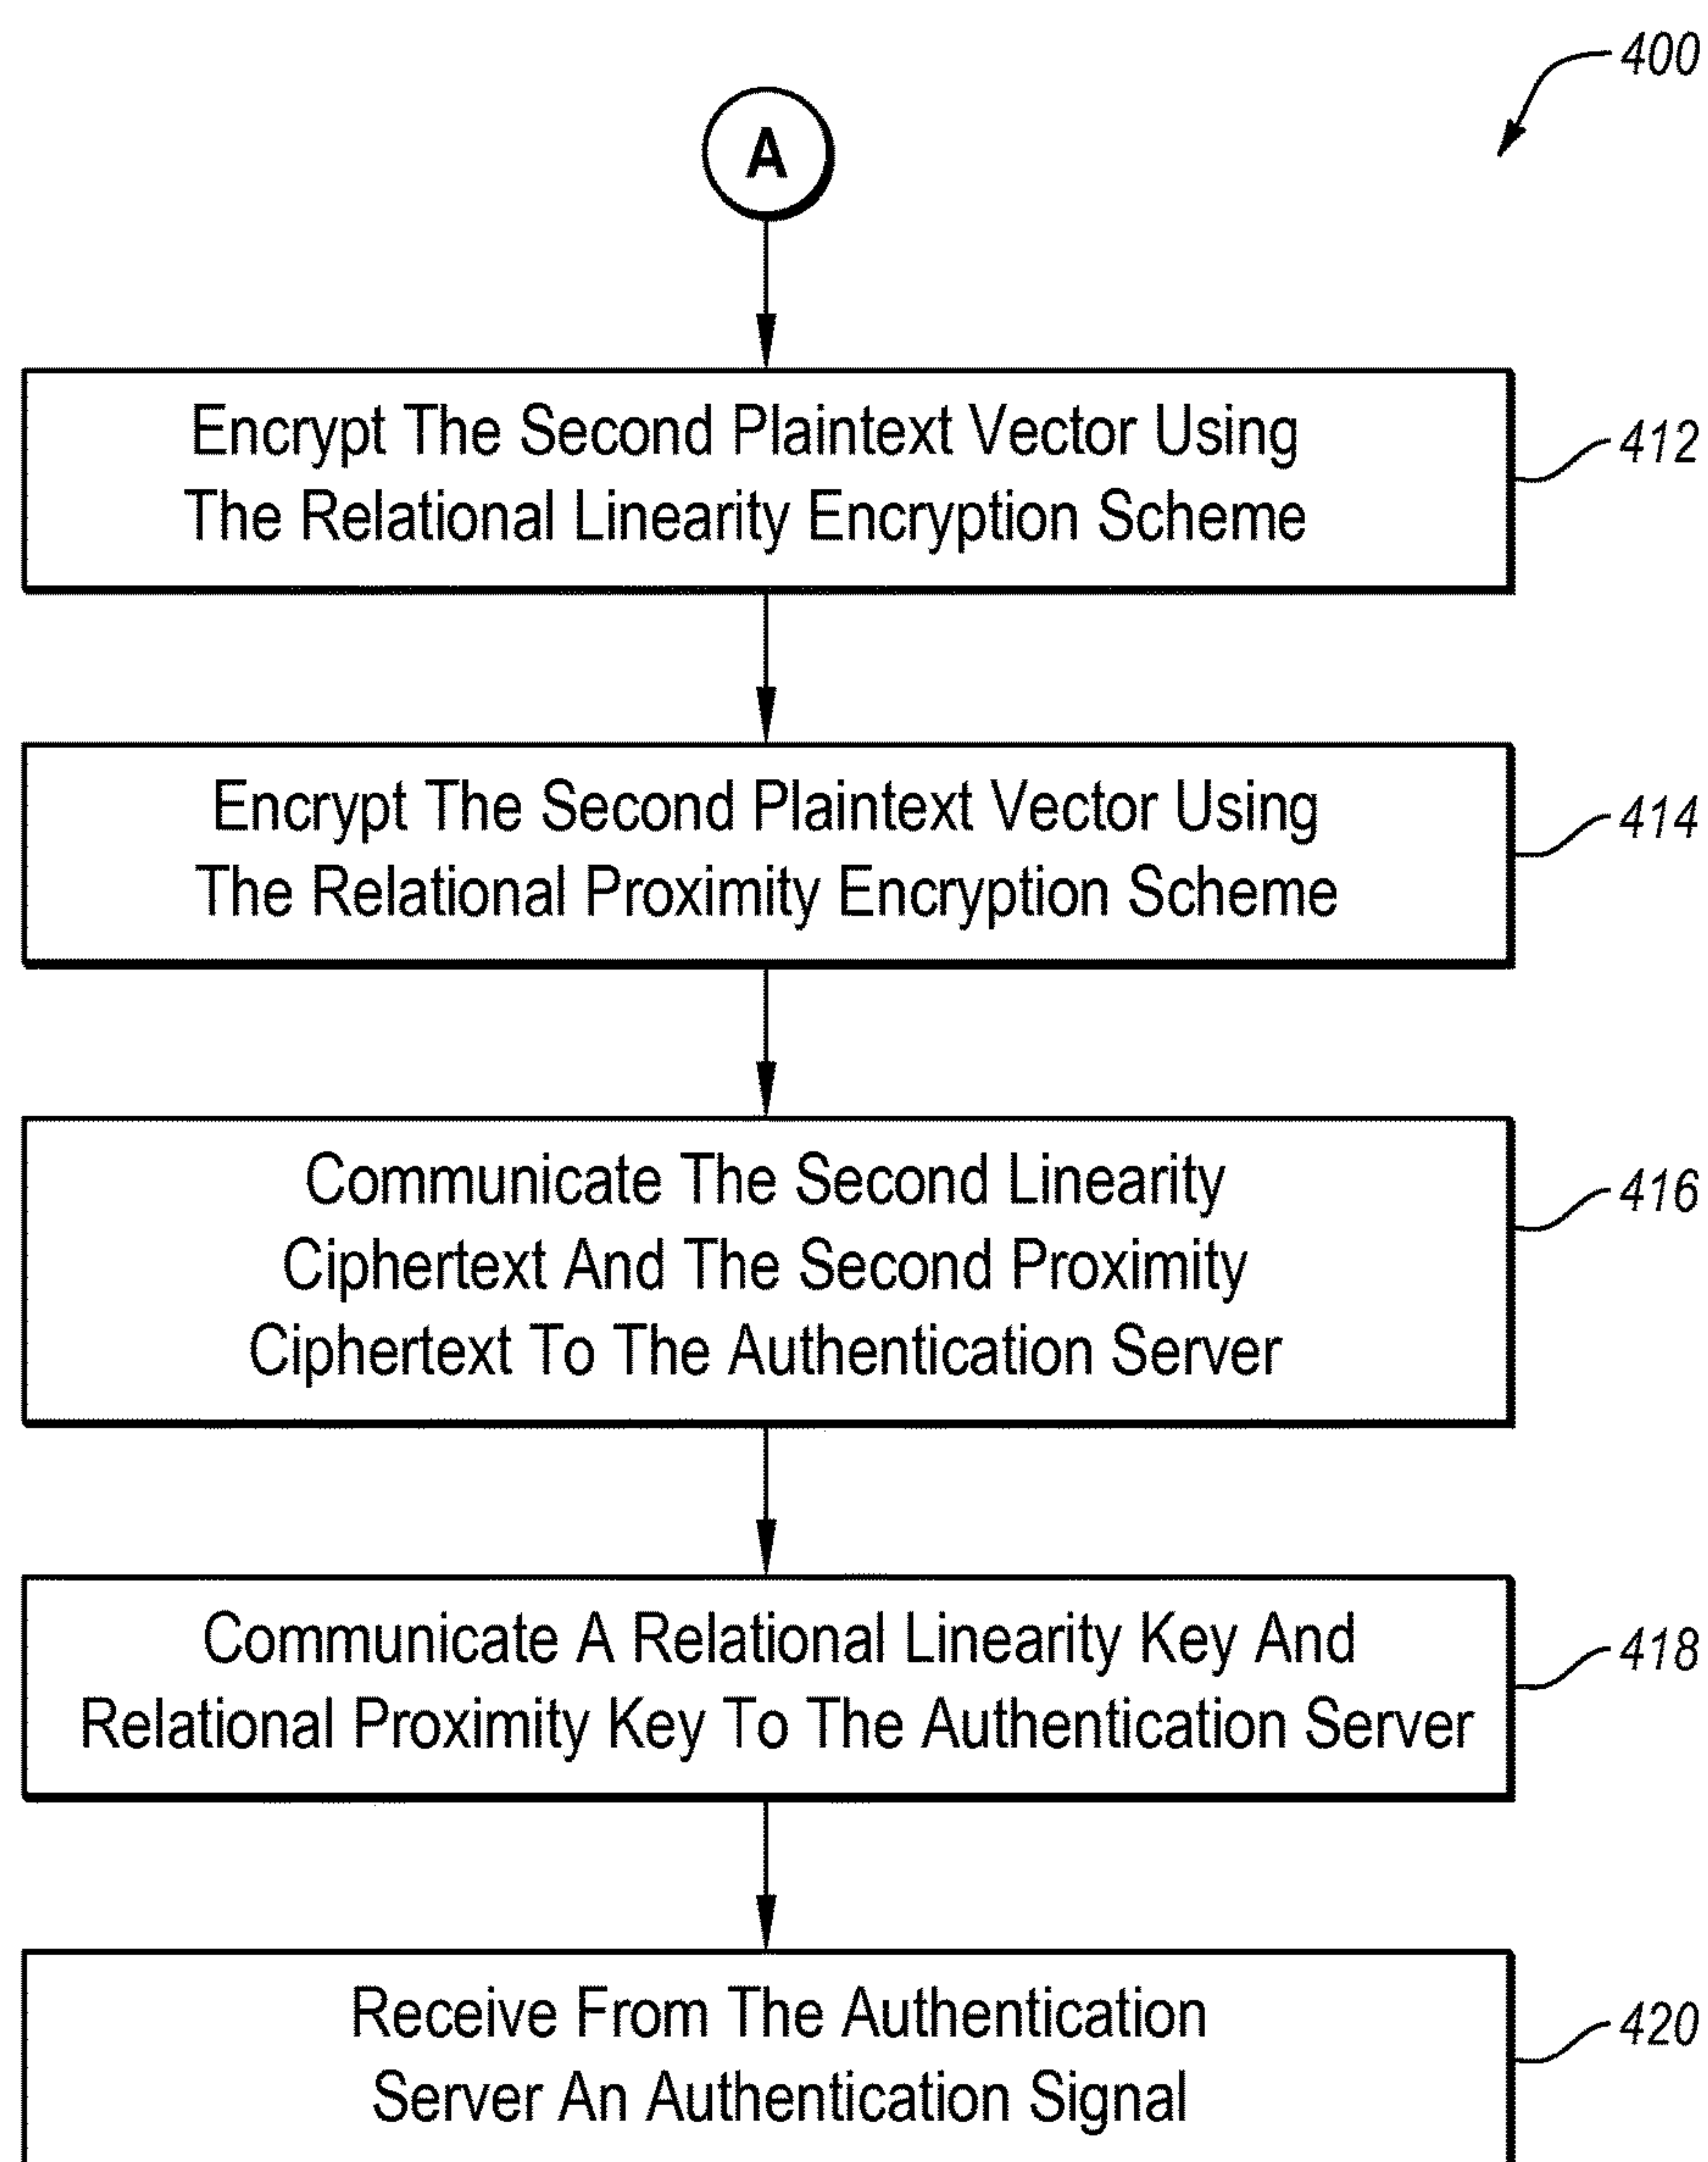 400
A
Encrypt The Second Plaintext Vector Using
The Relational Linearity Encryption Scheme
412
Encrypt The Second Plaintext Vector Using
The Relational Proximity Encryption Scheme
414
Communicate The Second Linearity
Ciphertext And The Second Proximity
Ciphertext To The Authentication Server
416
Communicate A Relational Linearity Key And
Relational Proximity Key To The Authentication Server
418
Receive From The Authentication
Server An Authentication Signal
420